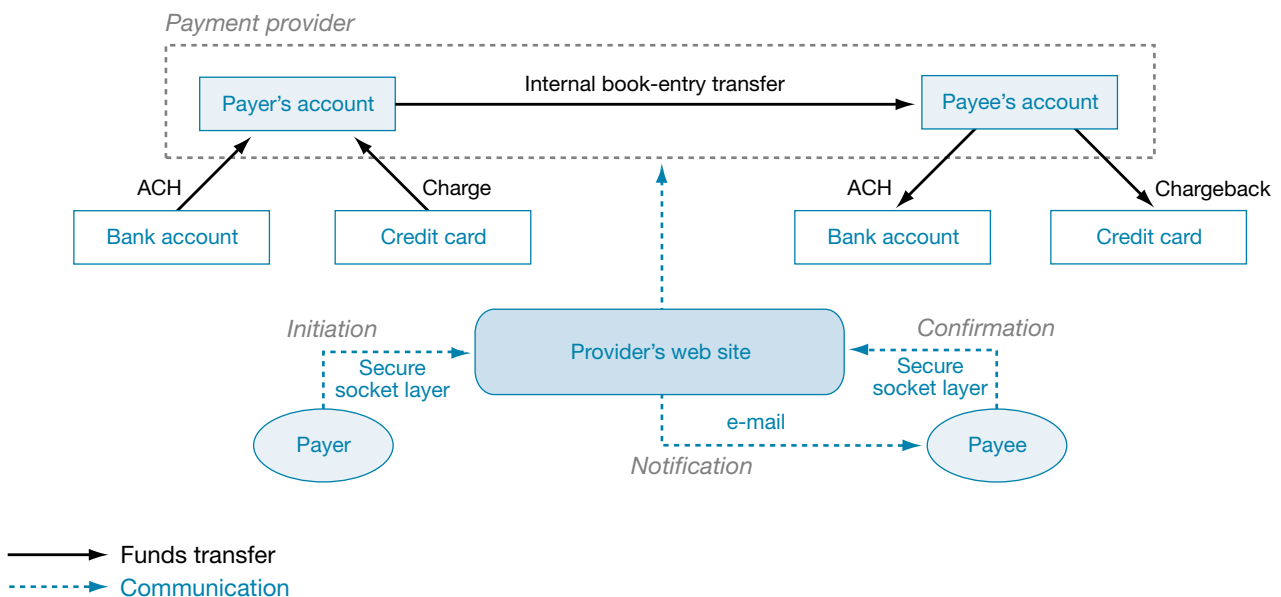 Payment provider
Internal book-entry transfer
Payer’s account
Payee’s account
ACH
Charge
ACH
Chargeback
Bank account
Credit card
Bank account
Credit card
Initiation
Confirmation
Provider’s web site
Secure
socket layer
Secure
socket layer
e-mail
Payer
Payee
Notification
Funds transfer
Communication